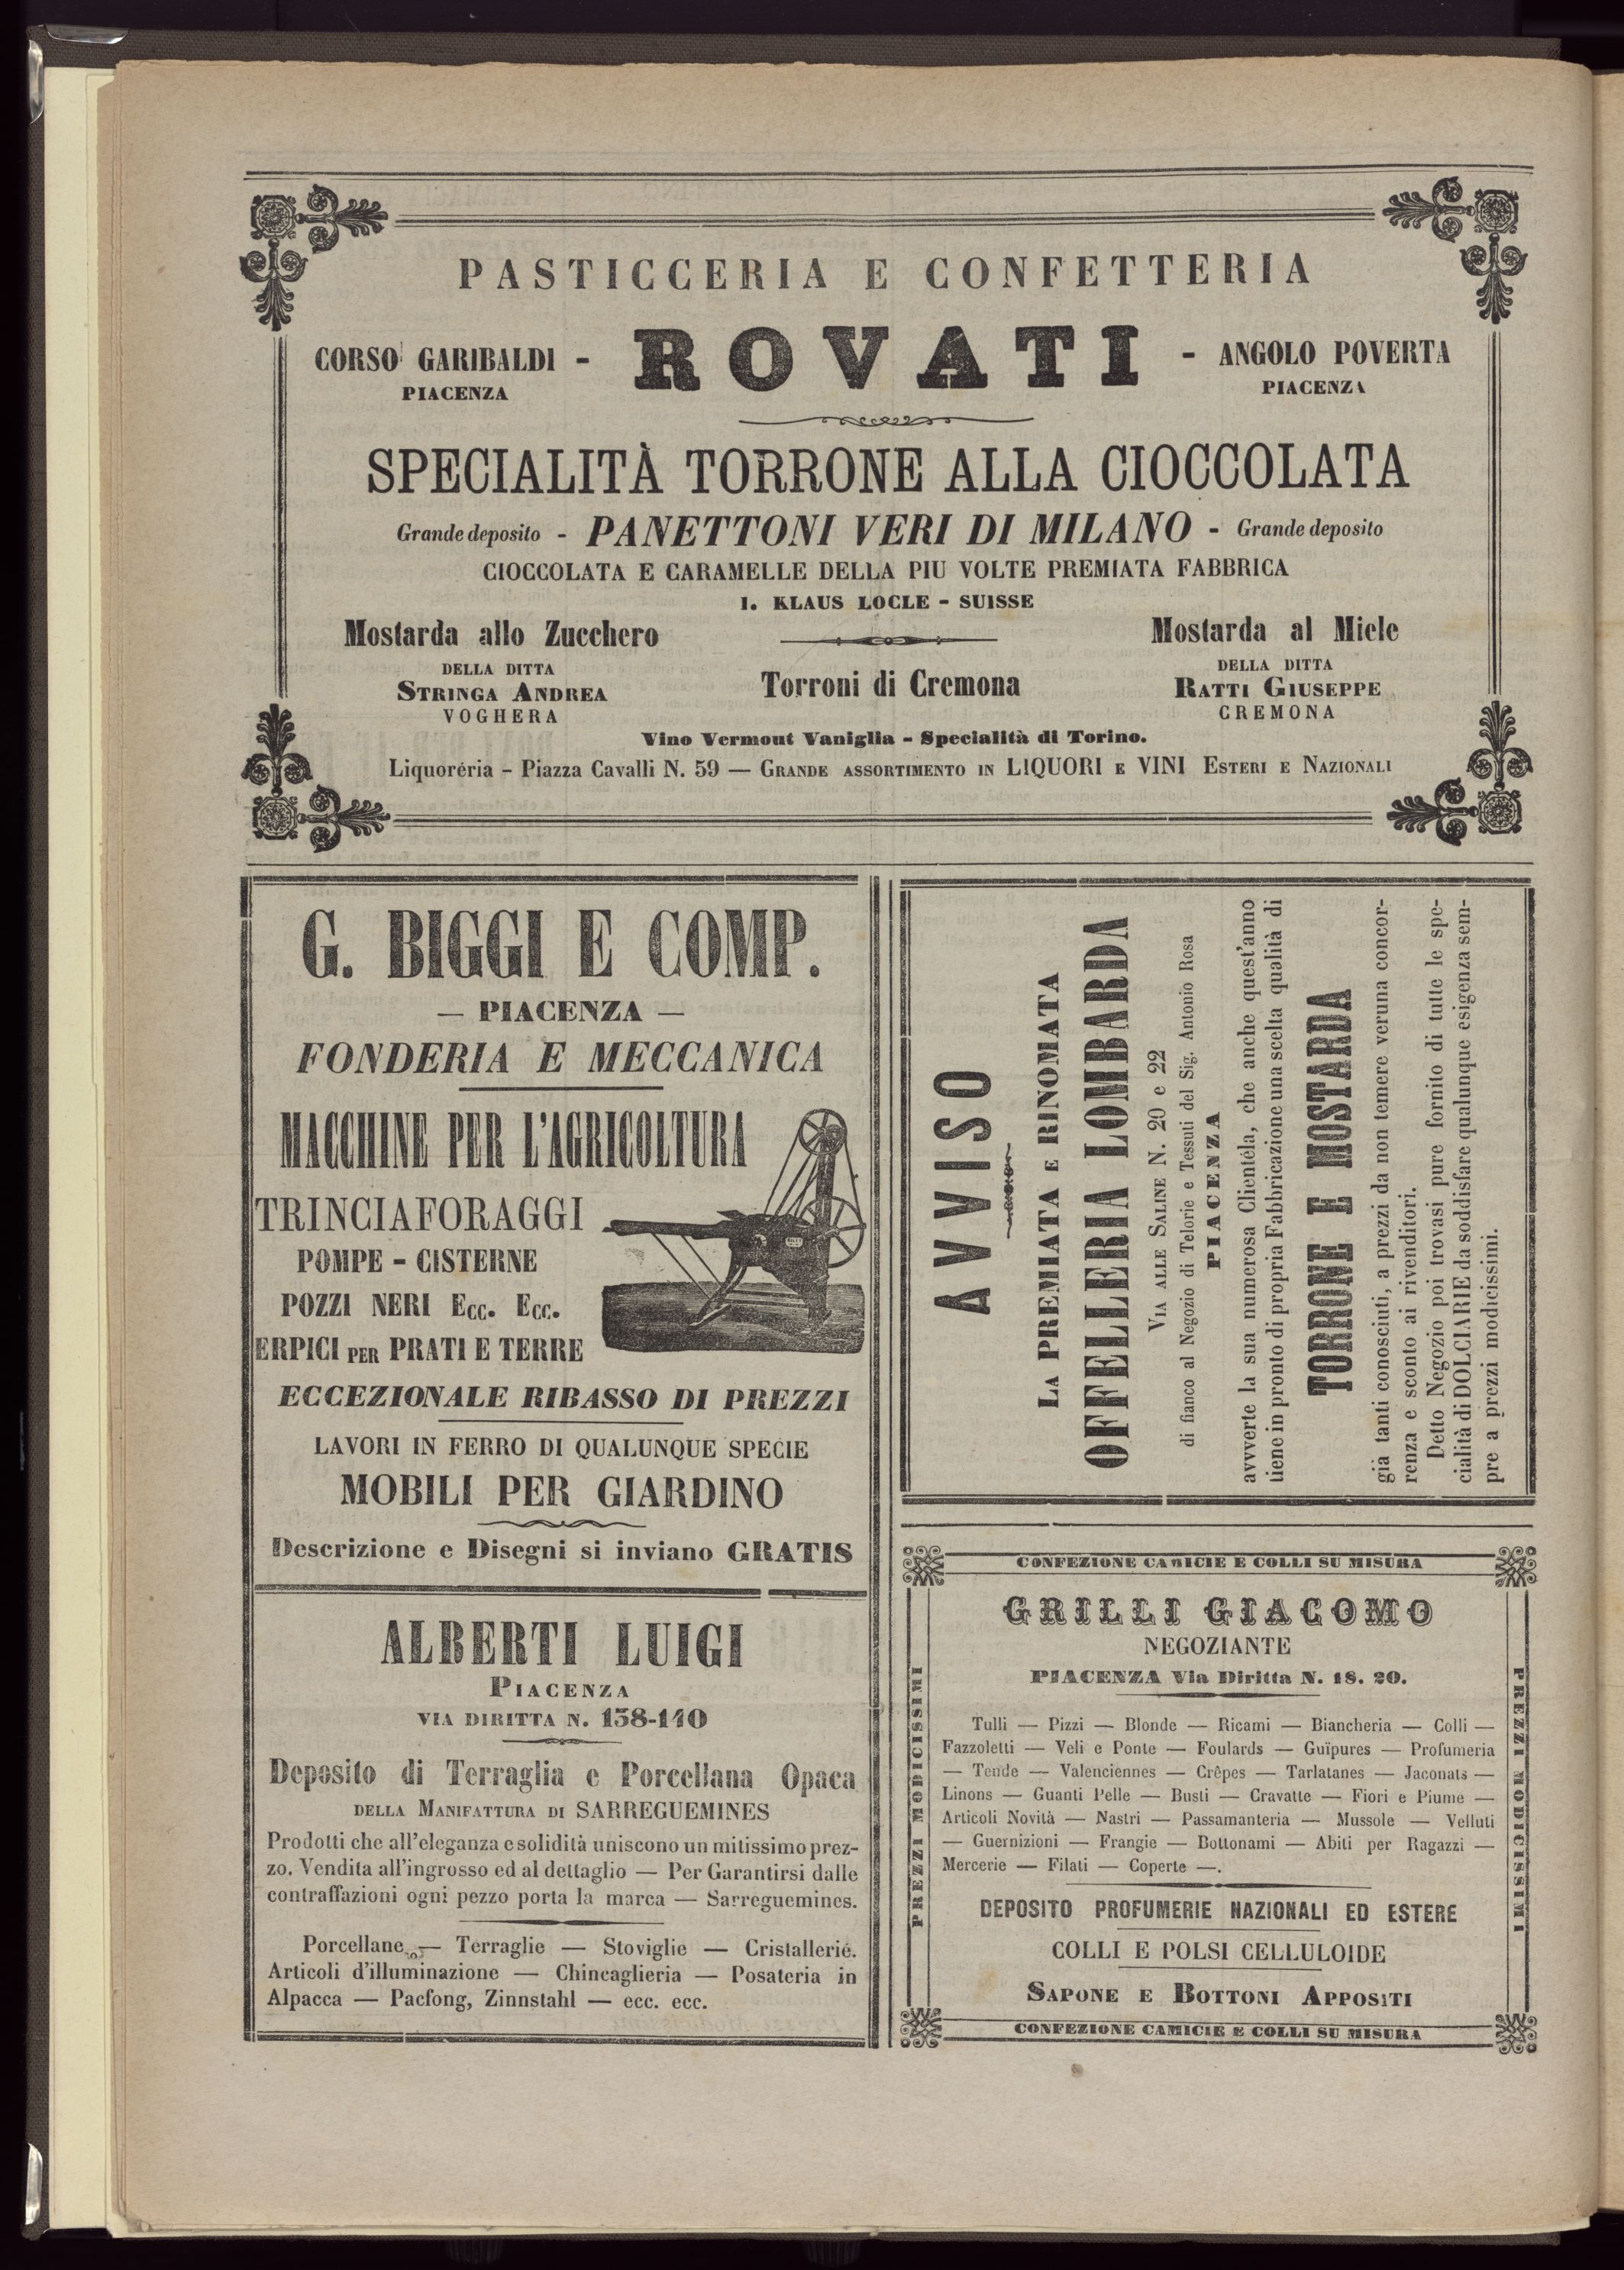 PASTICCERIA E CONFETTERIA
CORSO GARIBALDI - ROVATI - ANGOLO POVERTA
PIACENZA PIACENZA
SPECIALITÀ TORRONE ALLA CIOCCOLATA
Grande deposito - PANETTONI VERI DI MILANO - Grande deposito
CIOCCOLATA E CARAMELLE DELLA PIU VOLTE PREMIATA FABBRICA
I. KLAUS LOCLE - SUISSE
Mostarda allo Zucchero
DELLA DITTA
STRINGA ANDREA
VOGHERA
Torroni di Cremona
Mostarda al Miele
DELLA DITTA
RATTI GIUSEPPE
CREMONA
Vino Vermout Vaniglia - Specialità di Torino.
Liquoréria - Piazza Cavalli N. 59 — GRANDE ASSORTIMENTO IN LIQUORI E VINI ESTERI E NAZIONALI
G. BIGGI E COMP.
— PIACENZA —
FONDERIA E MECCANICA
MACCHINE PER L'AGRICOLTURA
TRINCIAFORAGGI
POMPE - CISTERNE
POZZI NERI ECC. ECC.
ERPICI PER PRATI E TERRE
ECCEZIONALE RIBASSO DI PREZZI
LAVORI IN FERRO DI QUALUNQUE SPECIE
MOBILI PER GIARDINO
Descrizione e Disegni si inviano GRATIS
ALBERTI LUIGI
PIACENZA
VIA DIRITTA N. 138-140
Deposito di Terraglia e Porcellana Opaca
DELLA MANIFATTURA DI SARREGUEMINES
Prodotti che all'eleganza e solidità uniscono un mitissimo prez-
zo. Vendita all'ingrosso ed al dettaglio — Per Garantirsi dalle
contraffazioni ogni pezzo porta la marca — Sarreguemines.
Porcellane — Terraglie — Stoviglie — Cristallerie.
Articoli d'illuminazione — Chincaglieria — Posateria in
Alpacca — Pacfong, Zinnstahl — ecc. ecc.
AVVISO
LA PREMIATA E RINOMATA
OFFELLERIA LOMBARDA
VIA ALLE SALINE N. 20 e 22
di fianco al Negozio di Telerie e Tessuti del Sig. Antonio Rosa
PIACENZA
avverte la sua numerosa Clientela, che anche quest'anno
tiene in pronto di propria Fabbricazione una scelta qualità di
TORRONE E MOSTARDA
già tanti conosciuti, a prezzi da non temere veruna concor-
renza e sconto ai rivenditori.
Detto Negozio poi trovasi pure fornito di tutte le spe-
cialità di DOLCIARIE da soddisfare qualunque esigenza sem-
pre a prezzi modicissimi.
CONFEZIONE CAMICIE E COLLI SU MISURA
PREZZI MODICISSIMI
GRILLI GIACOMO
NEGOZIANTE
PIACENZA Via Diritta N. 18. 20.
Tulli — Pizzi — Blonde — Ricami — Biancheria — Colli —
Fazzoletti — Veli e Ponte — Foulards — Guïpures — Profumeria
— Tende — Valenciennes — Crêpes — Tarlatanes — Jaconats —
Linons — Guanti Pelle — Busti — Cravatte — Fiori e Piume —
Articoli Novità — Nastri — Passamanteria — Mussole — Velluti
— Guernizioni — Frangie — Bottonami — Abiti per Ragazzi —
Mercerie — Filati — Coperte —.
DEPOSITO PROFUMERIE NAZIONALI ED ESTERE
COLLI E POLSI CELLULOIDE
SAPONE E BOTTONI APPOSITI
PREZZI MODICISSIMI
CONFEZIONE CAMICIE E COLLI SU MISURA